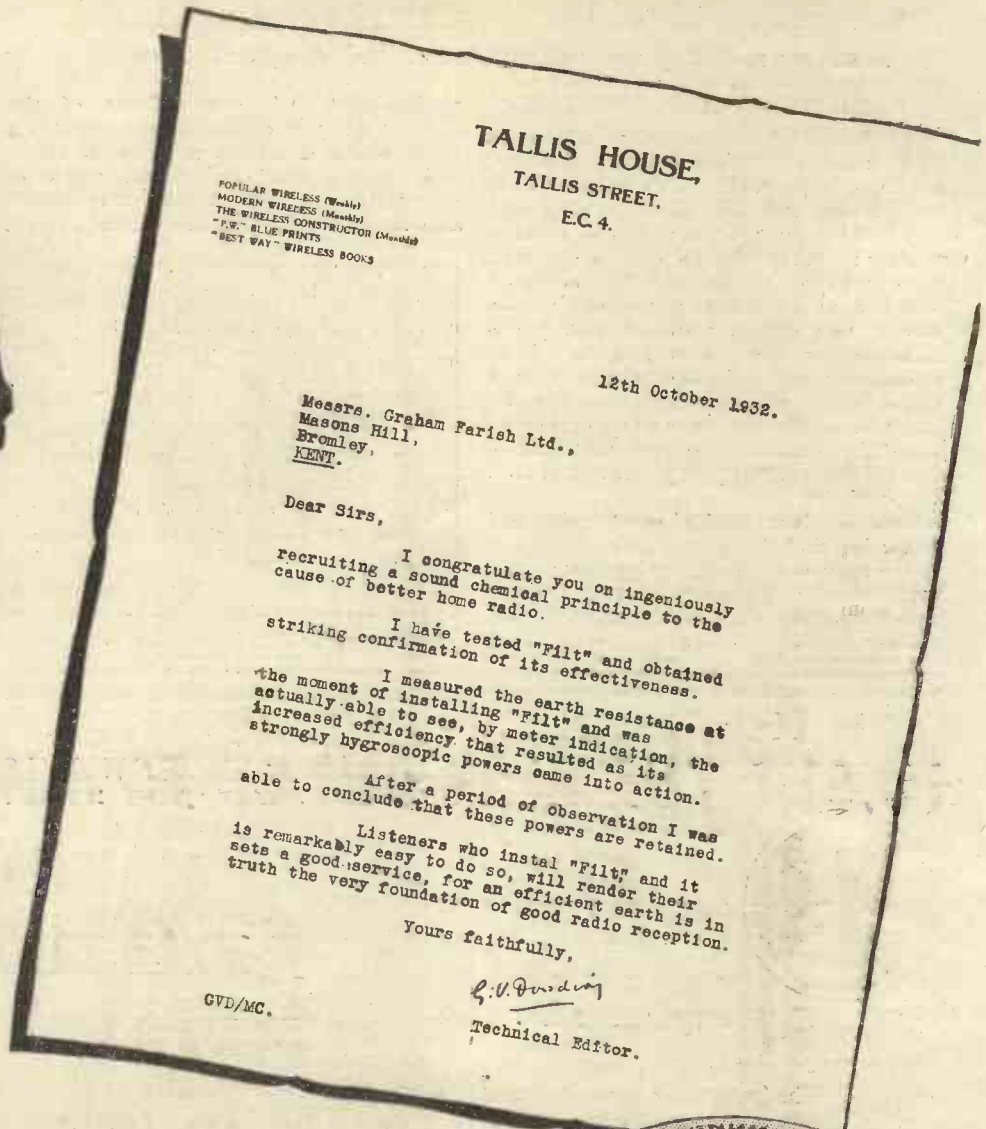 TALLIS HOUSE,
TALLIS STREET,
E.C. 4.
POPULAR WIRELESS (Weekly)
MODERN WIRELESS (Monthly)
THE WIRELESS CONSTRUCTOR (Monthly)
"P.W." BLUE PRINTS
"BEST WAY" WIRELESS BOOKS
12th October 1932.
Messrs. Graham Farish Ltd.,
Masons Hill,
Bromley,
KENT.
Dear Sirs,
I congratulate you on ingeniously
recruiting a sound chemical principle to the
cause of better home radio.
I have tested "Filt" and obtained
striking confirmation of its effectiveness.
I measured the earth resistance at
the moment of installing "Filt" and was
actually able to see, by meter indication, the
increased efficiency that resulted as its
strongly hygroscopic powers came into action.
After a period of observation I was
able to conclude that these powers are retained.
Listeners who instal "Filt," and it
is remarkably easy to do so, will render their
sets a good service, for an efficient earth is in
truth the very foundation of good radio reception.
Yours faithfully,
G.V. Dowding
GVD/MC.
Technical Editor.